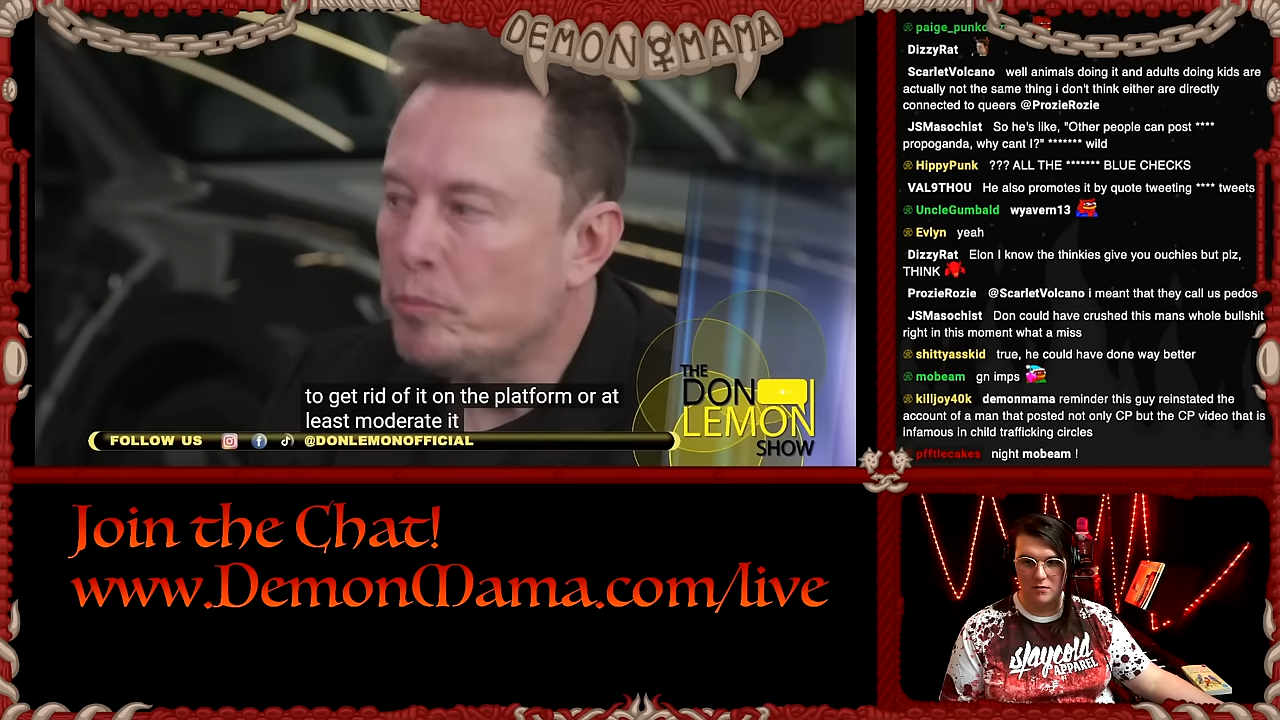 DEMON MAMA
to get rid of it on the platform or at
least moderate it
FOLLOW US @DONLEMONOFFICIAL
THE
DON
LEMON
SHOW
Join the Chat!
www.DemonMama.com/live
DizzyRat
ScarletVolcano well animals doing it and adults doing kids are
actually not the same thing i don't think either are directly
connected to queers @ProzieRozie
JSMasochist So he's like, "Other people can post ****
propoganda, why cant I?" ******* wild
HippyPunk ??? ALL THE ******* BLUE CHECKS
VAL9THOU He also promotes it by quote tweeting **** tweets
UncleGumbald wyavern13
Evlyn yeah
DizzyRat Elon I know the thinkies give you ouchies but plz,
THINK
ProzieRozie @ScarletVolcano i meant that they call us pedos
JSMasochist Don could have crushed this mans whole bullshit
right in this moment what a miss
shittyasskid true, he could have done way better
mobeam gn imps
killjoy40k demonmama reminder this guy reinstated the
account of a man that posted not only CP but the CP video that is
infamous in child trafficking circles
pfftlecakes night mobeam !
slaycold
APPAREL